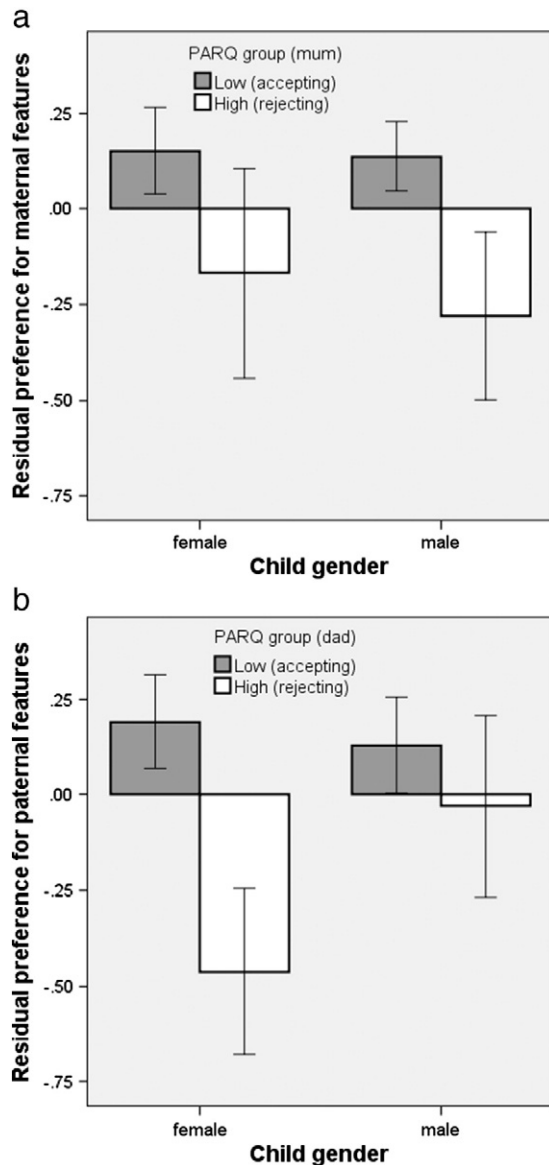 a
PARQ group (mum)
Low (accepting)
High (rejecting)
Residual preference for maternal features
.25
.00
-.25
-.50
-.75
female
male
Child gender
b
PARQ group (dad)
Low (accepting)
High (rejecting)
Residual preference for paternal features
.25
.00
-.25
-.50
-.75
female
male
Child gender